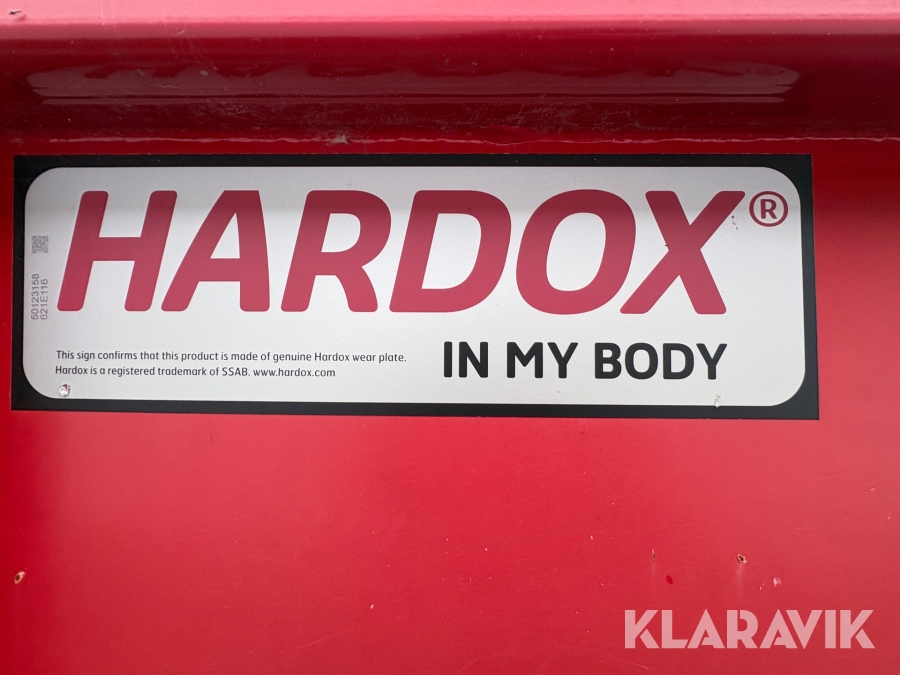 HARDOX®
50123158
621E116
This sign confirms that this product is made of genuine Hardox wear plate.
Hardox is a registered trademark of SSAB. www.hardox.com
IN MY BODY
KLARAVIK